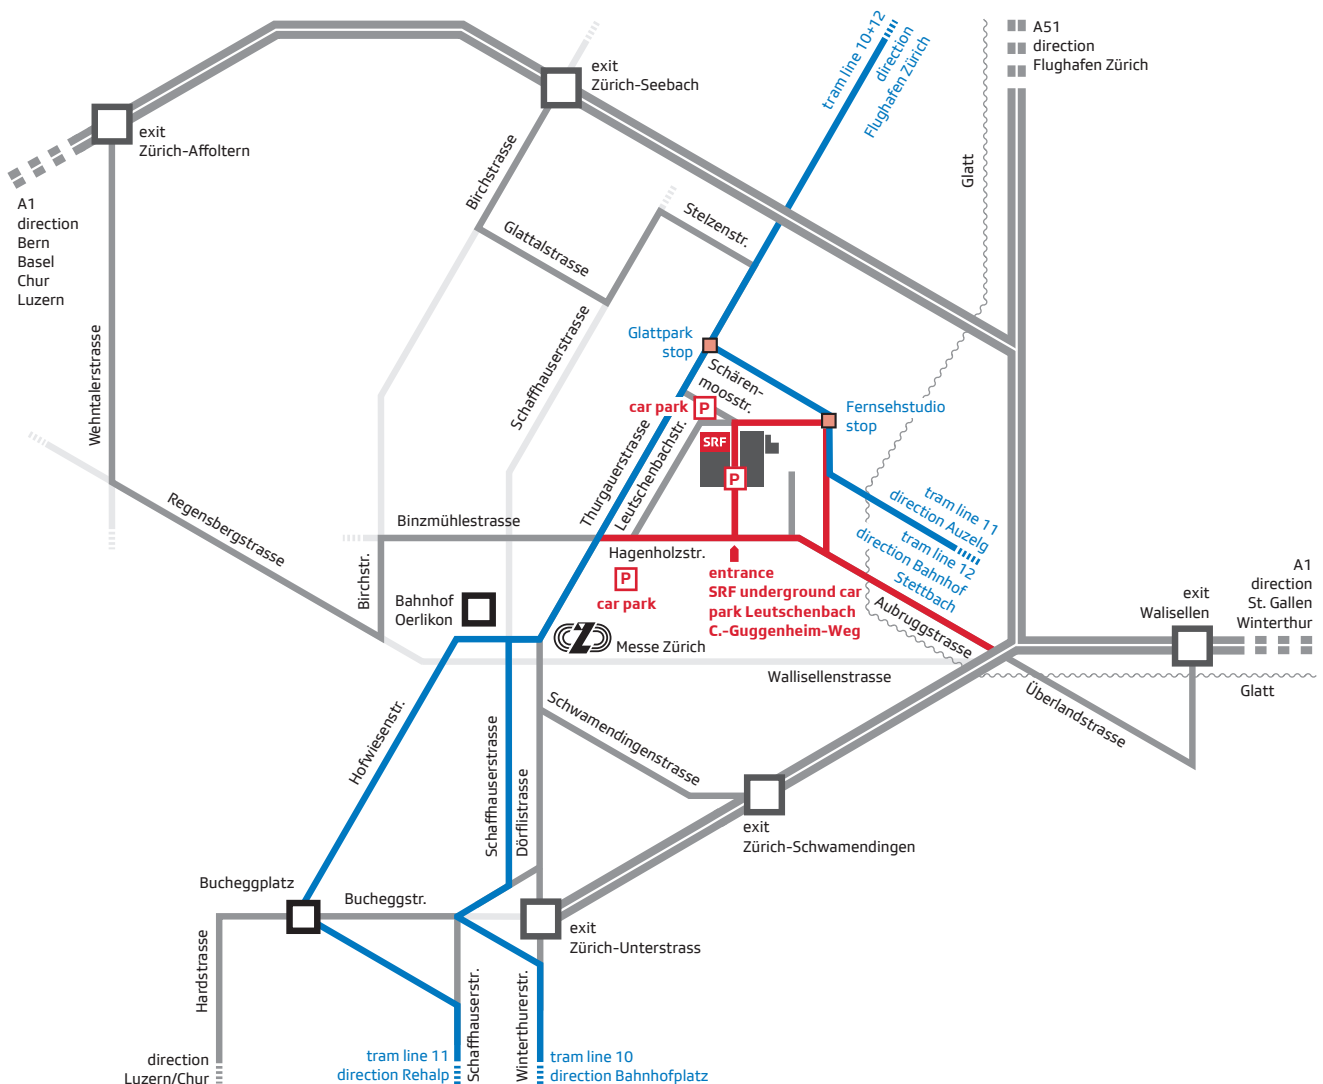 exit
Zürich-Seebach
exit
Zürich-Affoltern
A1
direction
Bern
Basel
Chur
Luzern
A51
direction
Flughafen Zürich
tram line 10+12
direction
Flughafen Zürich
Glatt
Birchstrasse
Glattalstrasse
Stelzenstr.
Schaffhauserstrasse
Wehntalerstrasse
Glattpark
stop
Schären-
moosstr.
car park
P
Fernsehstudio
stop
SRF
P
Thurgauerstrasse
Leutschenbachstr.
Regensbergstrasse
Binzmühlestrasse
Birchstr.
Hagenholzstr.
P
car park
entrance
SRF underground car
park Leutschenbach
C.-Guggenheim-Weg
tram line 11
direction Auzelg
tram line 12
direction Bahnhof
Stettbach
Aubruggstrasse
A1
direction
St. Gallen
Winterthur
exit
Walisellen
Bahnhof
Oerlikon
Z
Messe Zürich
Wallisellenstrasse
Glatt
Überlandstrasse
Hofwiesenstr.
Schaffhauserstrasse
Dörflistrasse
Schwamendingenstrasse
exit
Zürich-Schwamendingen
Bucheggplatz
Bucheggstr.
exit
Zürich-Unterstrass
Hardstrasse
Schaffhauserstr.
Winterthurerstr.
direction
Luzern/Chur
tram line 11
direction Rehalp
tram line 10
direction Bahnhofplatz